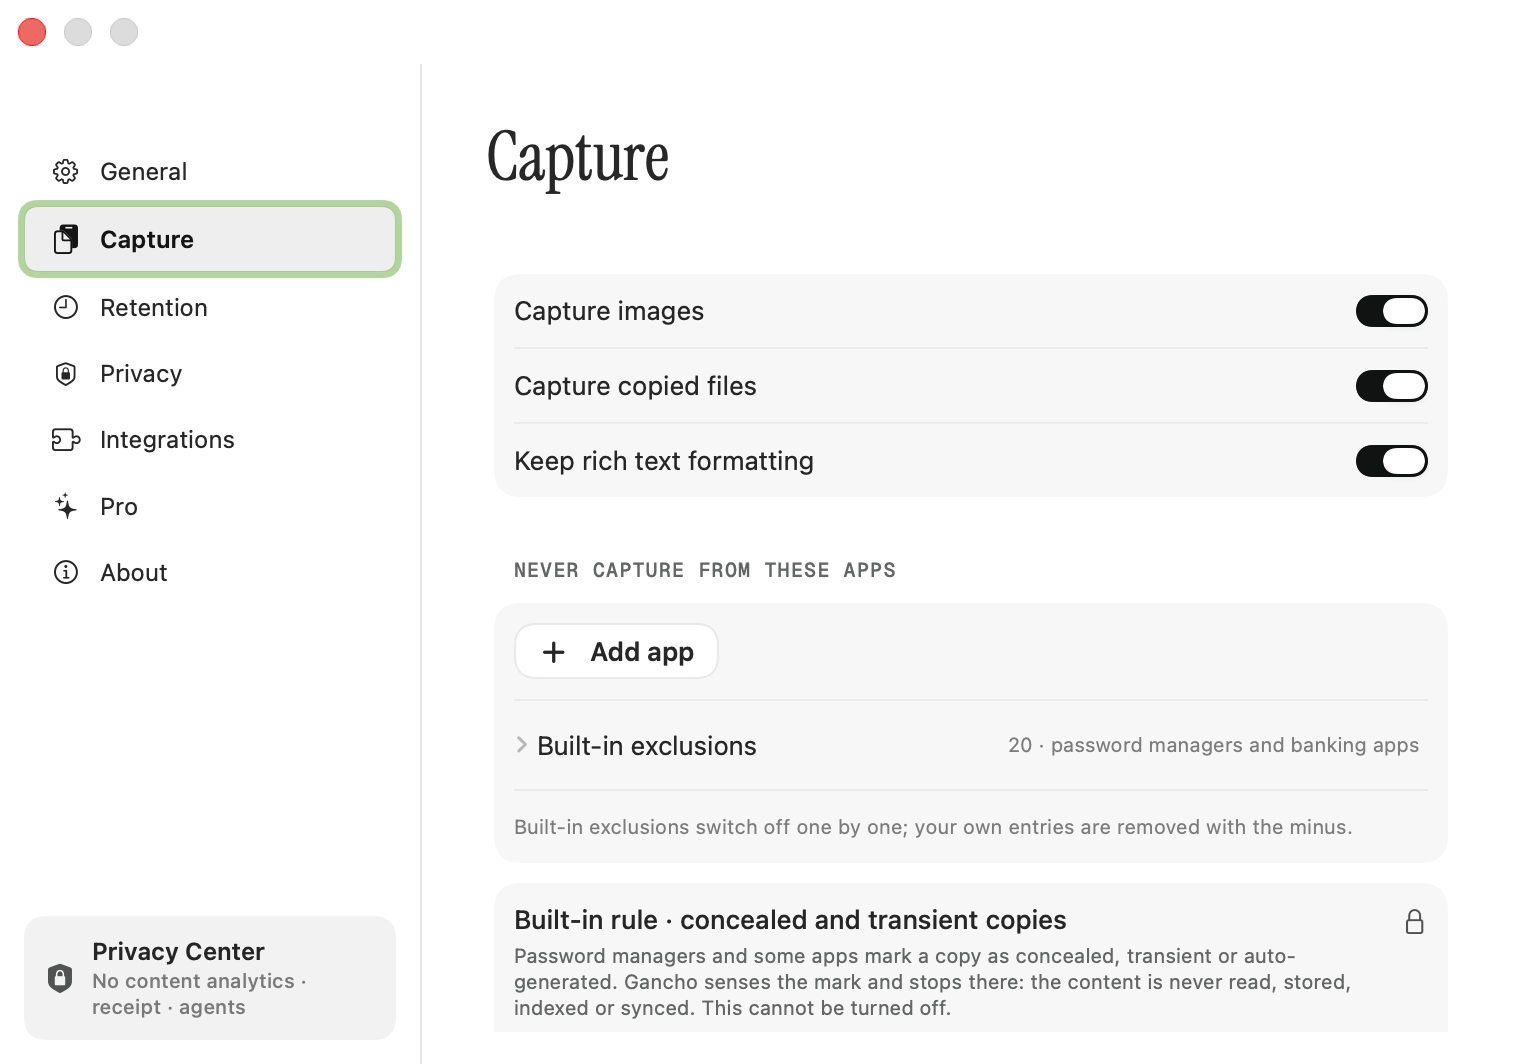 General
Capture
Retention
Privacy
Integrations
Pro
About
Privacy Center
No content analytics ·
receipt · agents
Capture
Capture images
Capture copied files
Keep rich text formatting
NEVER CAPTURE FROM THESE APPS
+ Add app
Built-in exclusions 20 · password managers and banking apps
Built-in exclusions switch off one by one; your own entries are removed with the minus.
Built-in rule · concealed and transient copies
Password managers and some apps mark a copy as concealed, transient or auto-
generated. Gancho senses the mark and stops there: the content is never read, stored,
indexed or synced. This cannot be turned off.